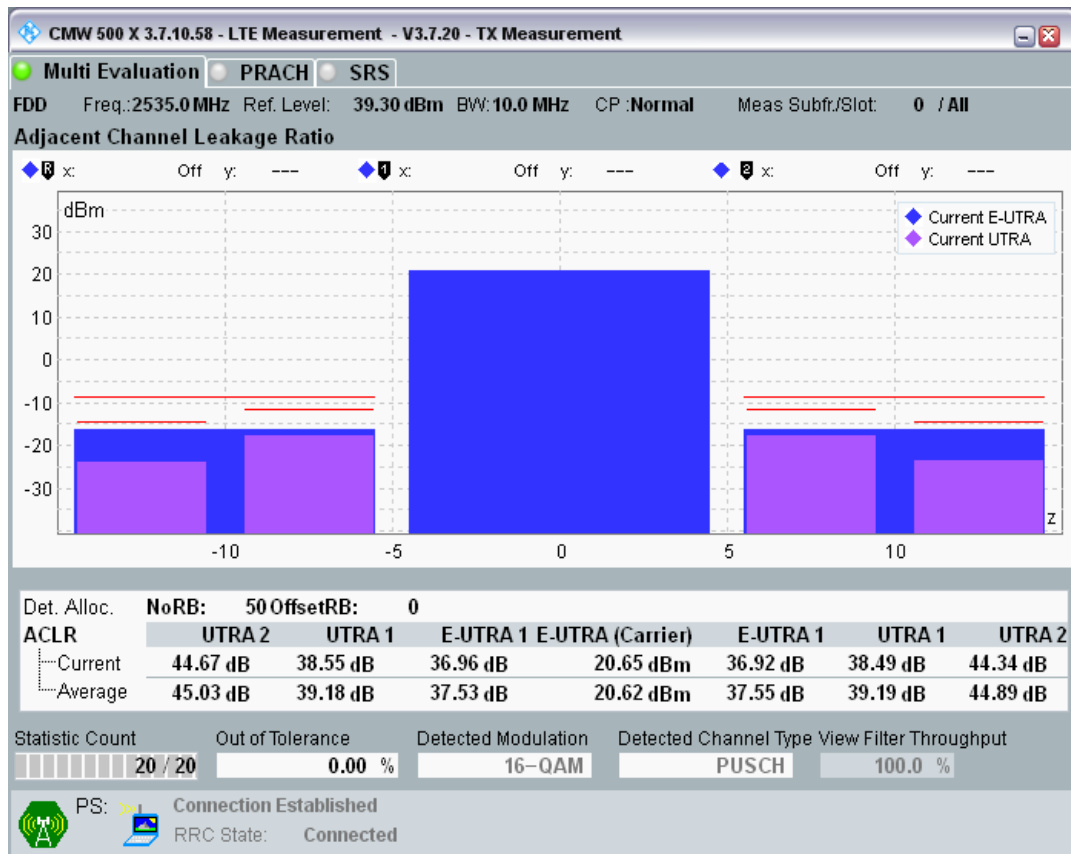 CMW 500 X 3.7.10.58 - LTE Measurement - V3.7.20 - TX Measurement
Multi Evaluation PRACH SRS
FDD Freq.:2535.0 MHz Ref. Level: 39.30 dBm BW:10.0 MHz CP :Normal Meas Subfr./Slot: 0 / All
Adjacent Channel Leakage Ratio
R x: Off y: --- 1 x: Off y: --- 2 x: Off y: ---
dBm
Current E-UTRA
Current UTRA
30
20
10
0
-10
-20
-30
z
-10 -5 0 5 10
Det. Alloc. NoRB: 50 OffsetRB: 0
ACLR UTRA 2 UTRA 1 E-UTRA 1 E-UTRA (Carrier) E-UTRA 1 UTRA 1 UTRA 2
Current 44.67 dB 38.55 dB 36.96 dB 20.65 dBm 36.92 dB 38.49 dB 44.34 dB
Average 45.03 dB 39.18 dB 37.53 dB 20.62 dBm 37.55 dB 39.19 dB 44.89 dB
Statistic Count Out of Tolerance Detected Modulation Detected Channel Type View Filter Throughput
20 / 20 0.00 % 16-QAM PUSCH 100.0 %
PS: Connection Established
RRC State: Connected